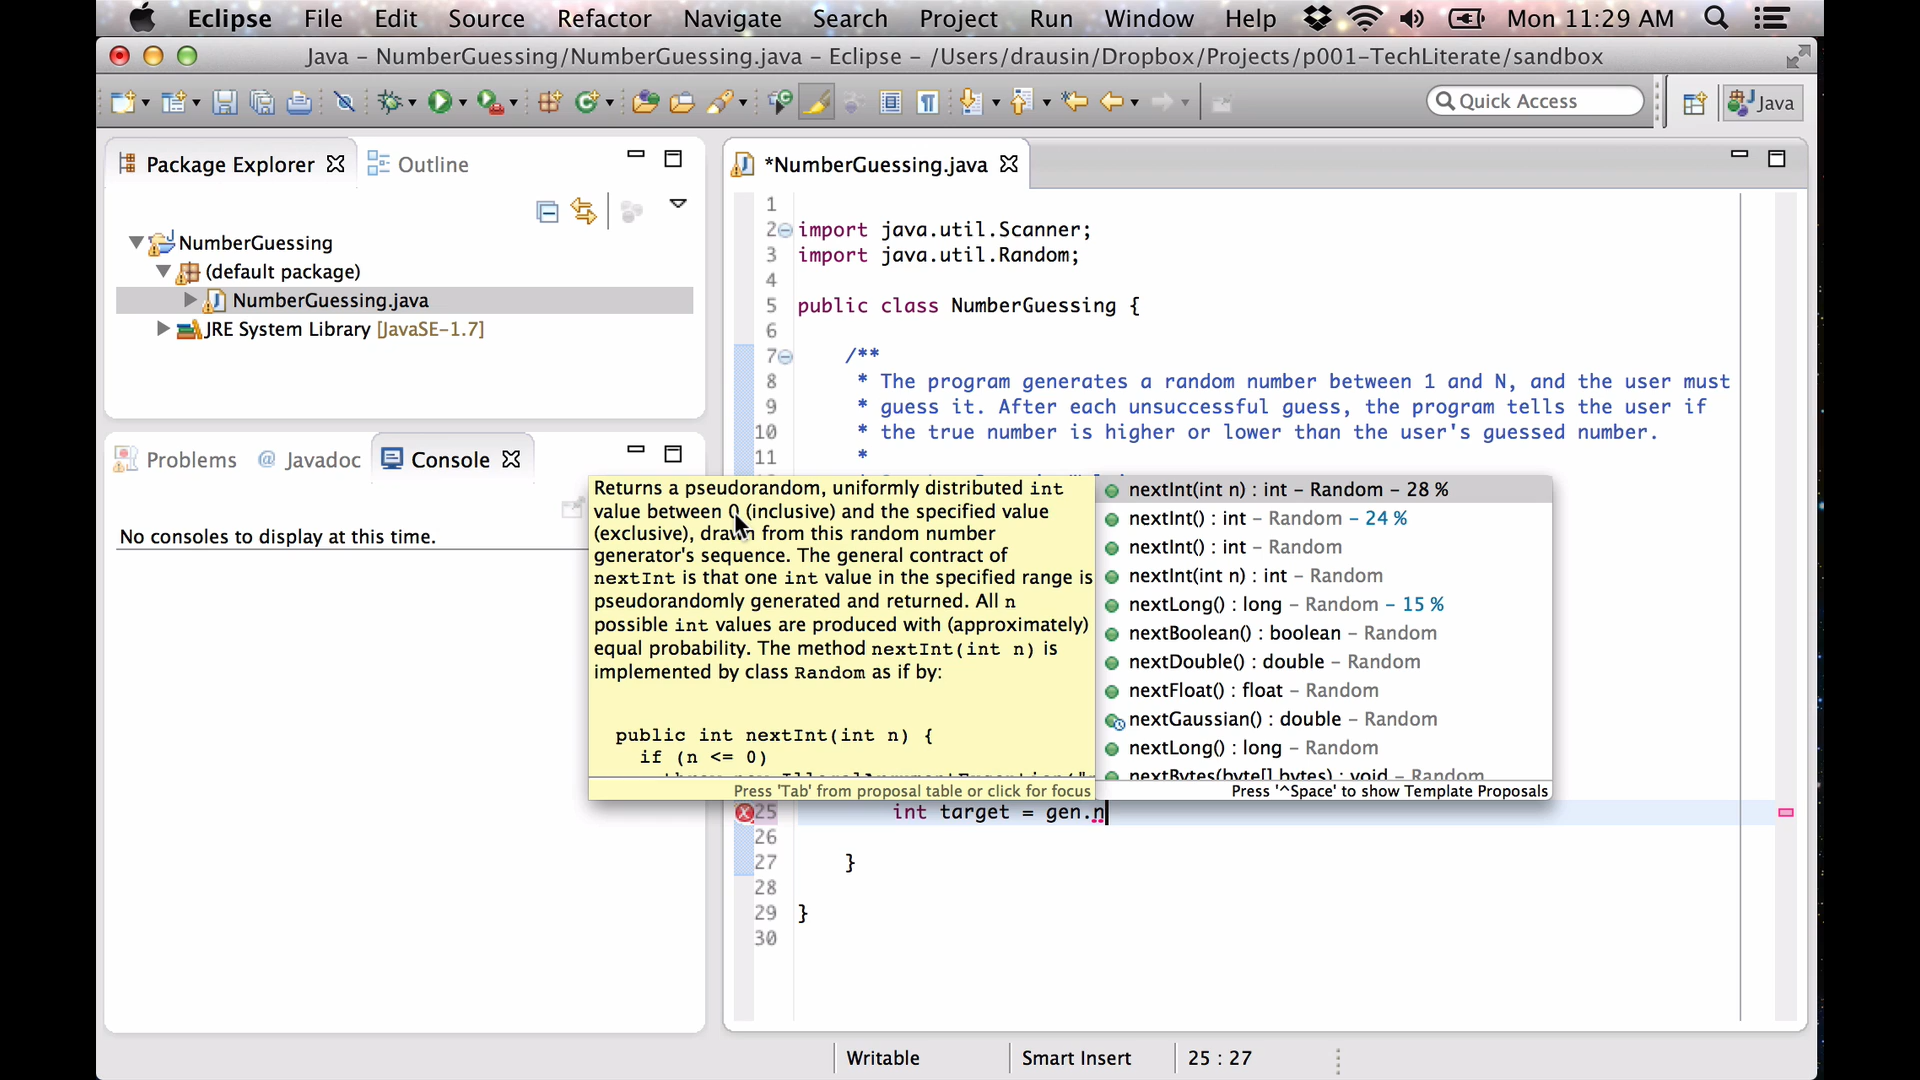 Eclipse File Edit Source Refactor Navigate Search Project Run Window Help Mon 11:29 AM
Java - NumberGuessing/NumberGuessing.java - Eclipse - /Users/drausin/Dropbox/Projects/p001-TechLiterate/sandbox
Quick Access
Java
Package Explorer
Outline
NumberGuessing
(default package)
NumberGuessing.java
JRE System Library [JavaSE-1.7]
Problems
@ Javadoc
Console
No consoles to display at this time.
*NumberGuessing.java
1
2 import java.util.Scanner;
3 import java.util.Random;
4
5 public class NumberGuessing {
6
7 /**
8 * The program generates a random number between 1 and N, and the user must
9 * guess it. After each unsuccessful guess, the program tells the user if
10 * the true number is higher or lower than the user's guessed number.
11 *
Returns a pseudorandom, uniformly distributed int
value between 0 (inclusive) and the specified value
(exclusive), drawn from this random number
generator's sequence. The general contract of
nextInt is that one int value in the specified range is
pseudorandomly generated and returned. All n
possible int values are produced with (approximately)
equal probability. The method nextInt(int n) is
implemented by class Random as if by:
public int nextInt(int n) {
if (n <= 0)
Press 'Tab' from proposal table or click for focus
nextInt(int n) : int - Random - 28 %
nextInt() : int - Random - 24 %
nextInt() : int - Random
nextInt(int n) : int - Random
nextLong() : long - Random - 15 %
nextBoolean() : boolean - Random
nextDouble() : double - Random
nextFloat() : float - Random
nextGaussian() : double - Random
nextLong() : long - Random
nextBytes(byte[] bytes) : void - Random
Press '^Space' to show Template Proposals
25 int target = gen.n
26
27 }
28
29 }
30
Writable
Smart Insert
25 : 27